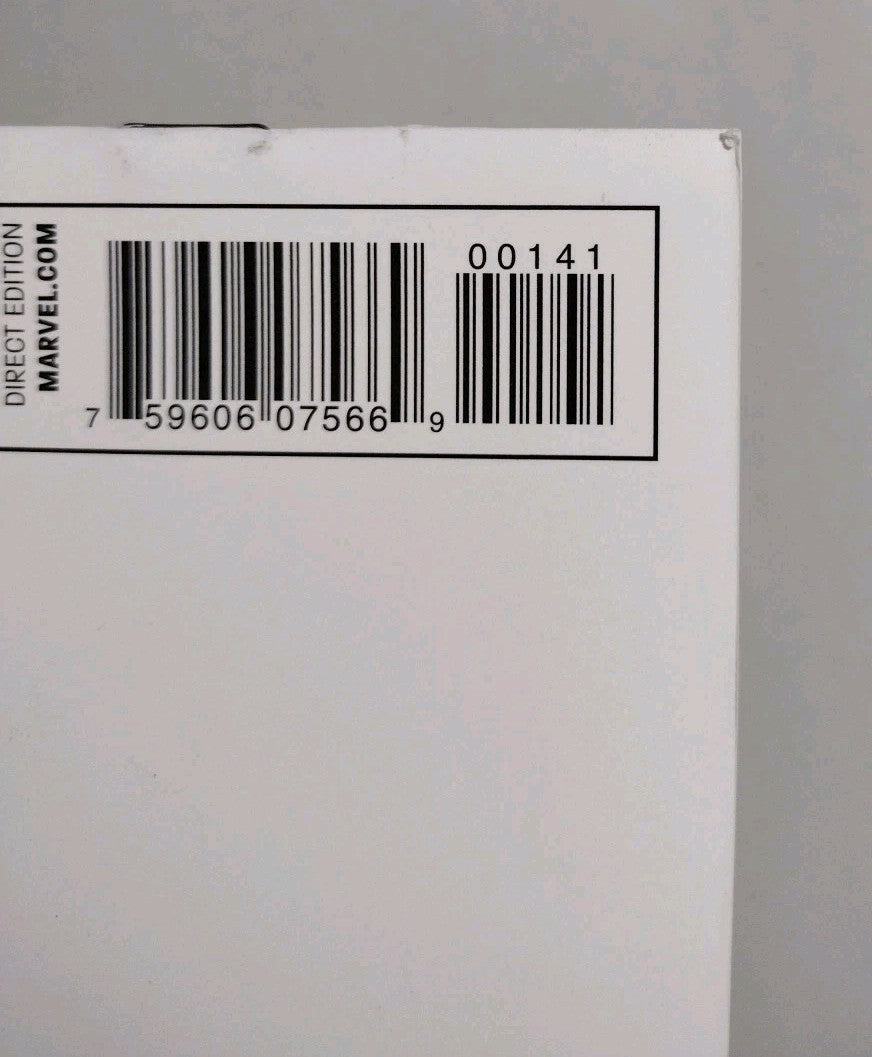 DIRECT EDITION
MARVEL.COM
7 59606 07566 9
00141